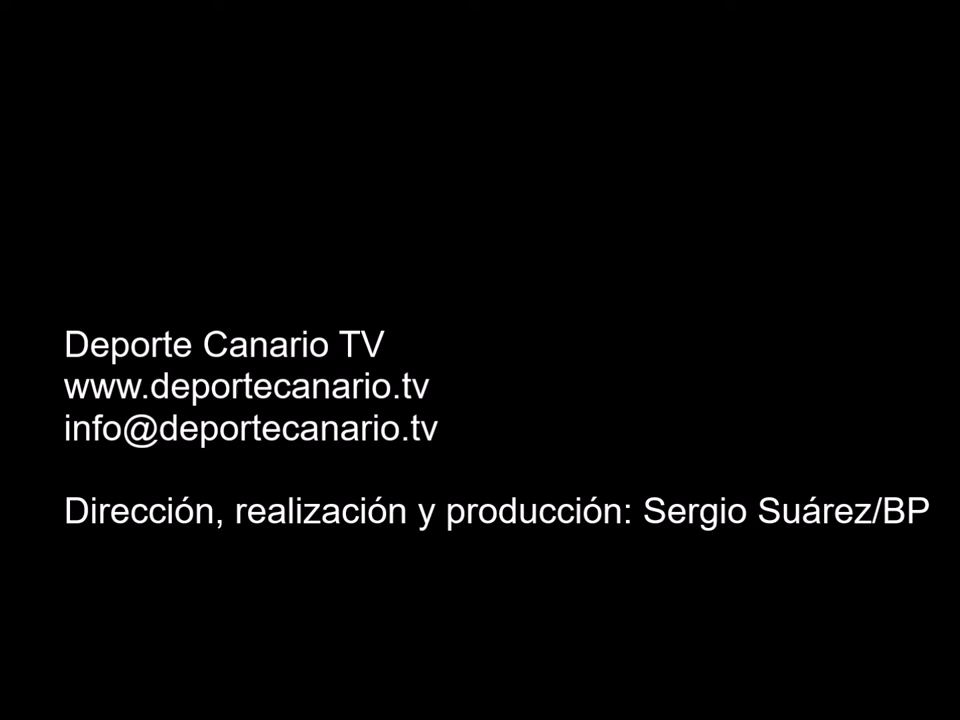 Deporte Canario TV
www.deportecanario.tv
info@deportecanario.tv
Dirección, realización y producción: Sergio Suárez/BP